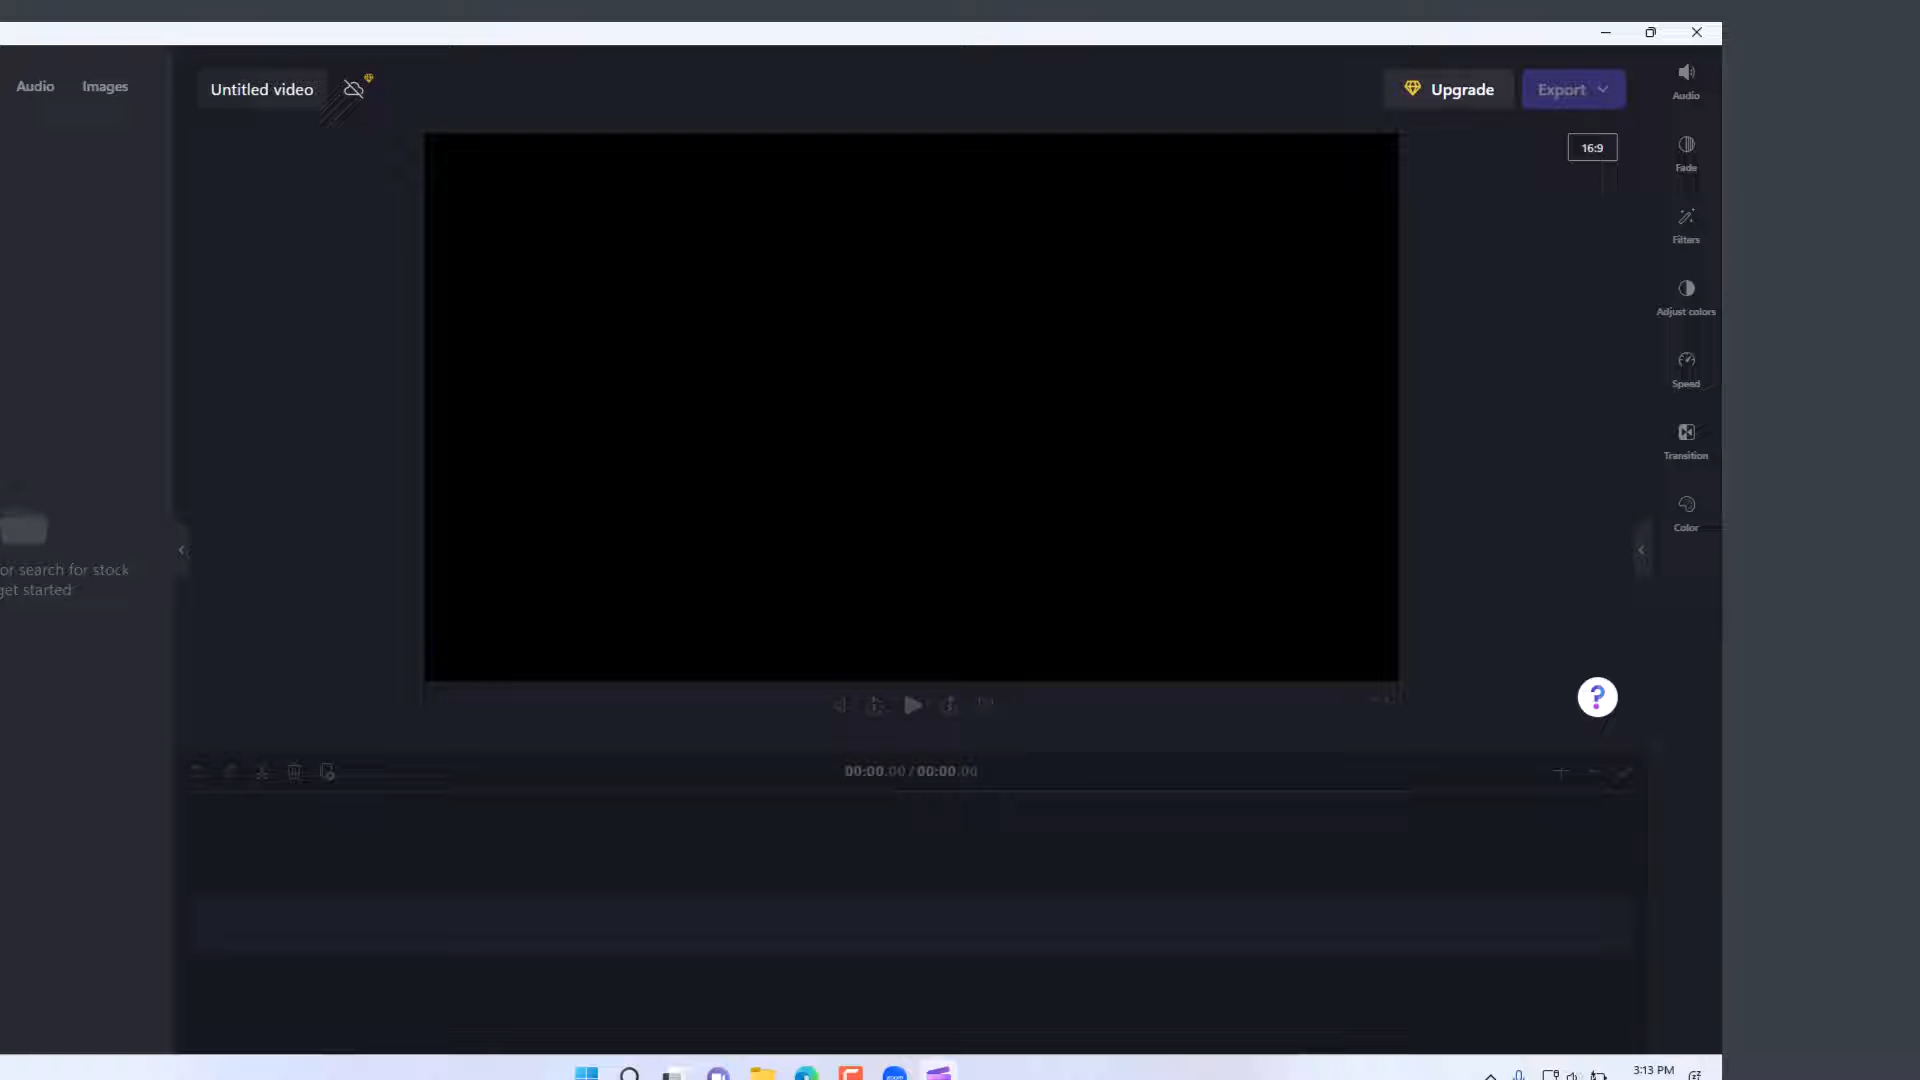 Audio Images
Untitled video
Upgrade
Export
16:9
Audio
Fade
Filters
Adjust colors
Speed
Transition
Color
or search for stock
get started
?
00:00.00 / 00:00.00
zoom
3:13 PM